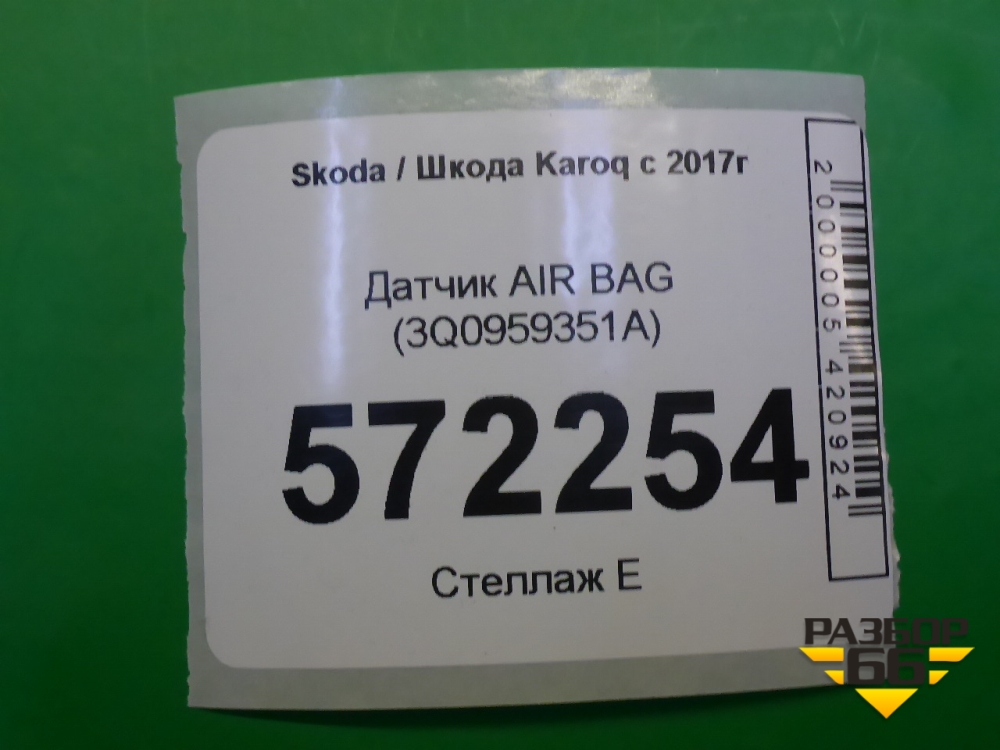 Skoda / Шкода Karoq с 2017г
Датчик AIR BAG
(3Q0959351A)
572254
Стеллаж Е
2000005420924
РАЗБОР
66